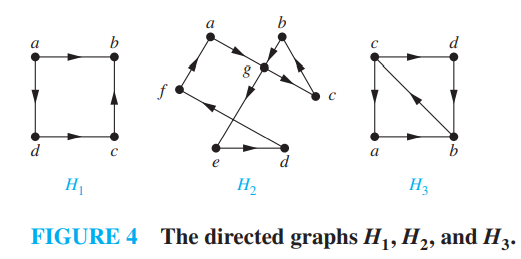 a b
d c
H1
a b
g
f c
e d
H2
c d
a b
H3
FIGURE 4 The directed graphs H1, H2, and H3.